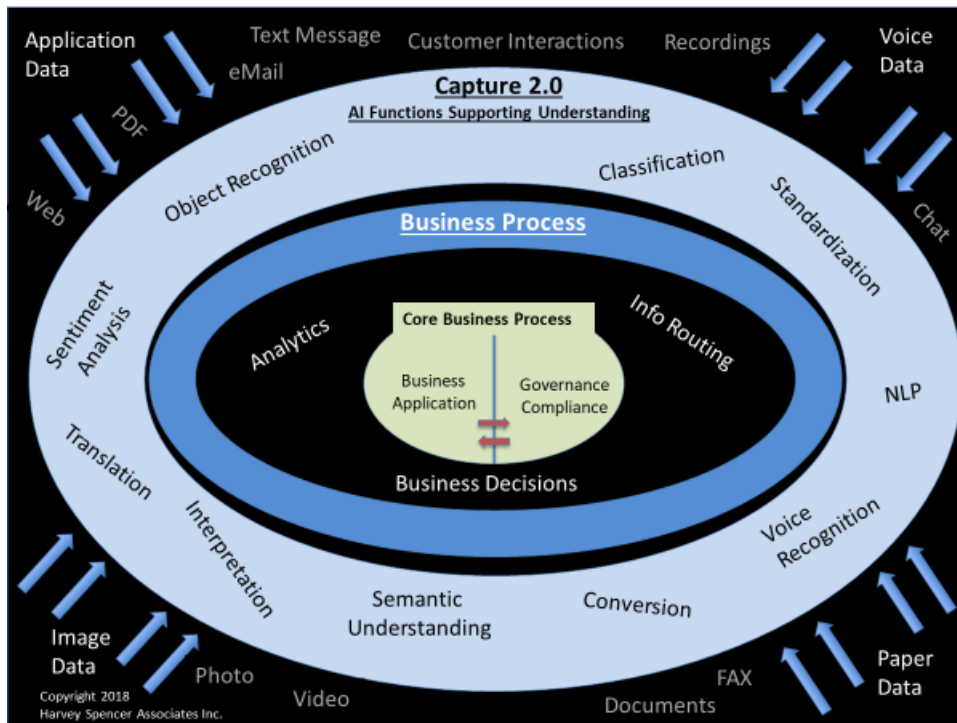 Application
Data
Text Message
Customer Interactions
Recordings
Voice
Data
eMail
PDF
Web
Chat
Capture 2.0
AI Functions Supporting Understanding
Object Recognition
Classification
Standardization
Sentiment
Analysis
NLP
Translation
Interpretation
Semantic
Understanding
Conversion
Voice
Recognition
Business Process
Analytics
Info Routing
Core Business Process
Business
Application
Governance
Compliance
Business Decisions
Image
Data
Photo
Video
Documents
FAX
Paper
Data
Copyright 2018
Harvey Spencer Associates Inc.